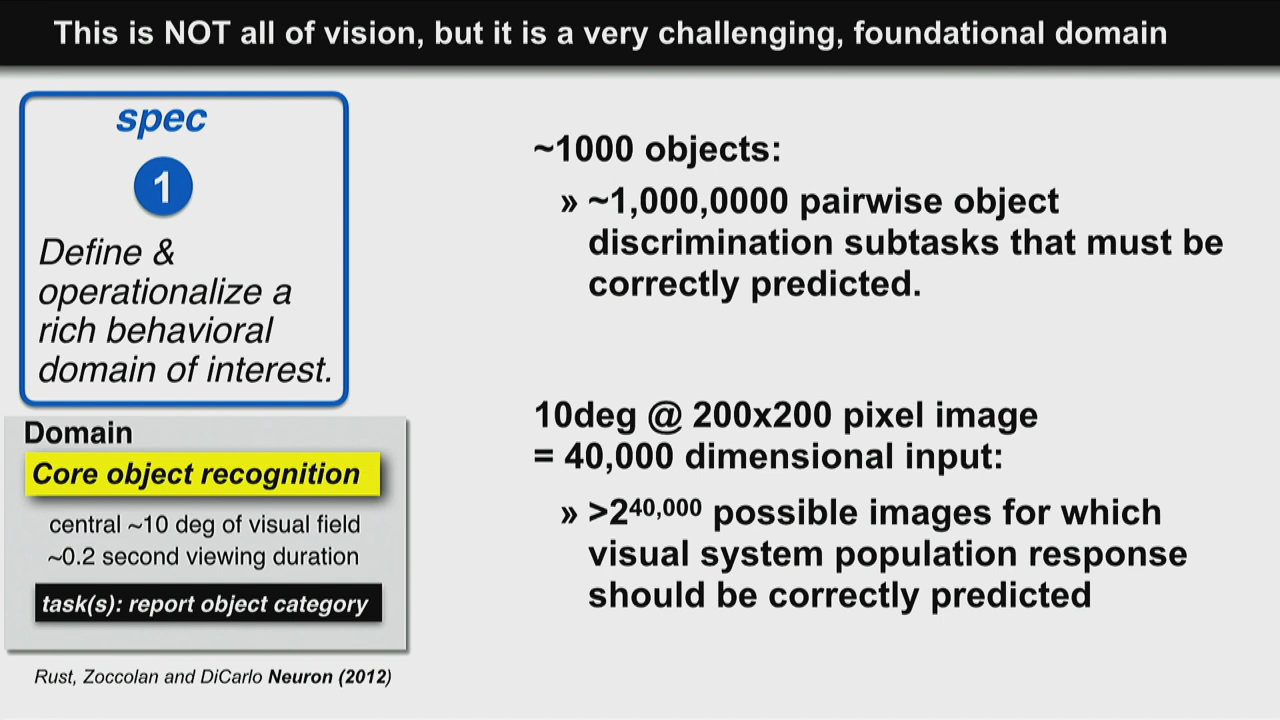 This is NOT all of vision, but it is a very challenging, foundational domain
spec
1
Define &
operationalize a
rich behavioral
domain of interest.
Domain
Core object recognition
central ~10 deg of visual field
~0.2 second viewing duration
task(s): report object category
Rust, Zoccolan and DiCarlo Neuron (2012)
~1000 objects:
» ~1,000,0000 pairwise object
discrimination subtasks that must be
correctly predicted.
10deg @ 200x200 pixel image
= 40,000 dimensional input:
» >2⁴⁰,⁰⁰⁰ possible images for which
visual system population response
should be correctly predicted